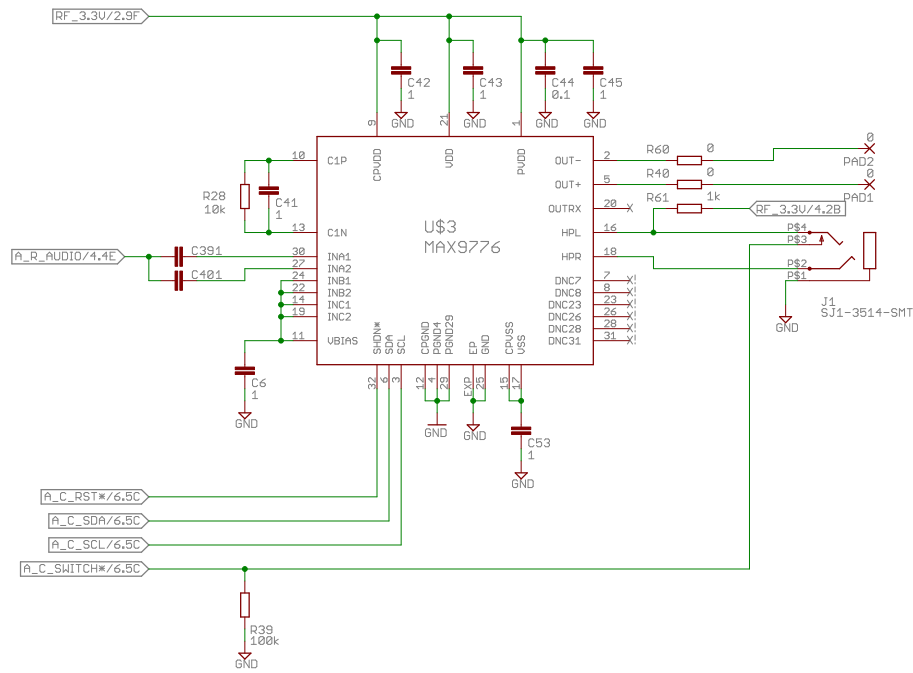 RF_3.3V/2.9F
C42
1
C43
1
C44
0.1
C45
1
GND
GND
GND
GND
9
21
1
CPVDD
VDD
PVDD
10
C1P
R28
10k
C41
1
13
C1N
A_R_AUDIO/4.4E
C391
C401
30
INA1
27
INA2
24
INB1
22
INB2
14
INC1
19
INC2
11
VBIAS
C6
1
GND
U$3
MAX9776
OUT-
2
R60
0
0
PAD2
OUT+
5
R40
0
0
PAD1
OUTRX
20
R61
1k
RF_3.3V/4.2B
HPL
16
HPR
18
P$4
P$3
P$2
P$1
J1
SJ1-3514-SMT
GND
DNC7
7
DNC8
8
DNC23
23
DNC26
26
DNC28
28
DNC31
31
SHDN*
SDA
SCL
CPGND
PGND4
PGND29
EP
GND
CPVSS
VSS
32
6
3
12
4
29
EXP
25
15
17
GND
GND
C53
1
GND
A_C_RST*/6.5C
A_C_SDA/6.5C
A_C_SCL/6.5C
A_C_SWITCH*/6.5C
R39
100k
GND